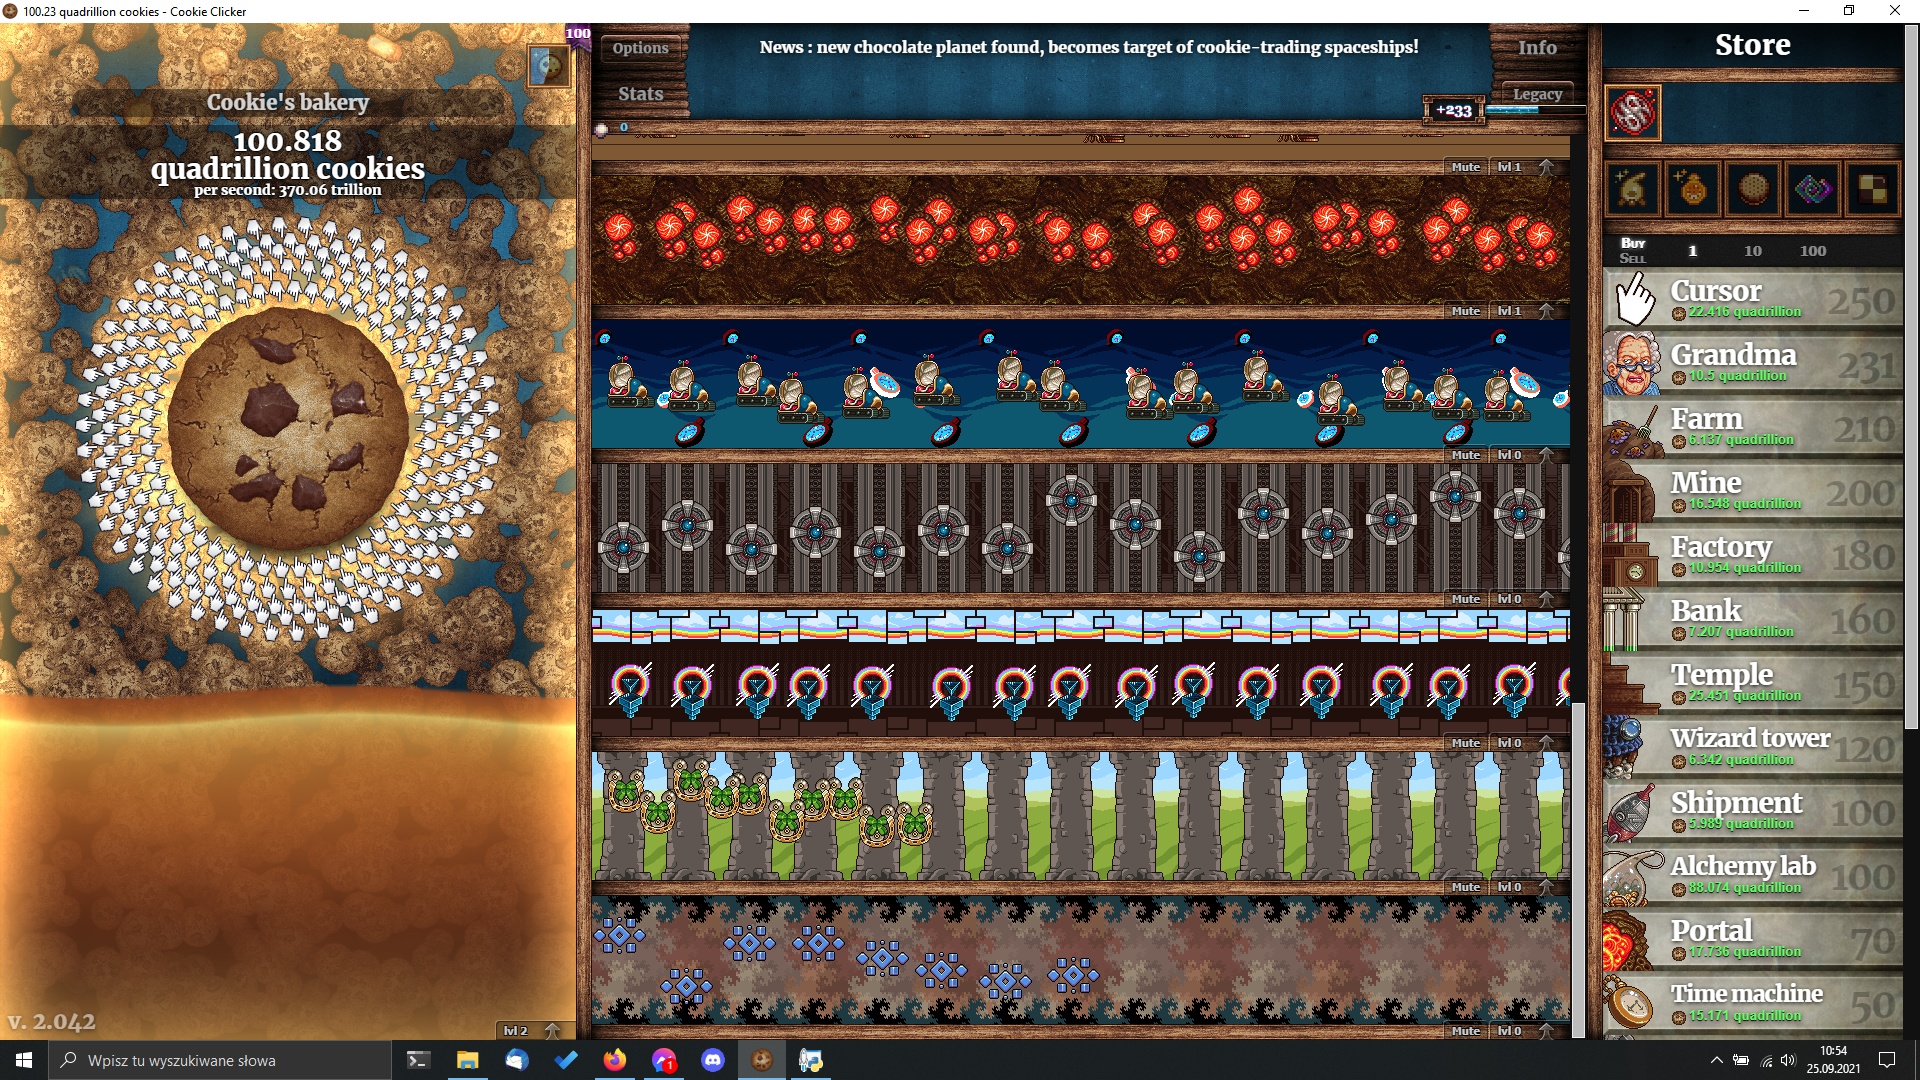 100.23 quadrillion cookies - Cookie Clicker
100
Cookie's bakery
100.818
quadrillion cookies
per second: 370.06 trillion
v. 2.042
lvl 2
Options
Stats
News : new chocolate planet found, becomes target of cookie-trading spaceships!
Info
Legacy
+233
0
Mute lvl 1
Mute lvl 1
Mute lvl 0
Mute lvl 0
Mute lvl 0
Mute lvl 0
Mute lvl 0
Store
Buy
Sell
1 10 100
Cursor
22.416 quadrillion
250
Grandma
10.5 quadrillion
231
Farm
6.137 quadrillion
210
Mine
16.548 quadrillion
200
Factory
10.954 quadrillion
180
Bank
7.207 quadrillion
160
Temple
25.451 quadrillion
150
Wizard tower
6.342 quadrillion
120
Shipment
5.989 quadrillion
100
Alchemy lab
88.074 quadrillion
100
Portal
17.736 quadrillion
70
Time machine
15.171 quadrillion
50
Wpisz tu wyszukiwane słowa
1
10:54
25.09.2021